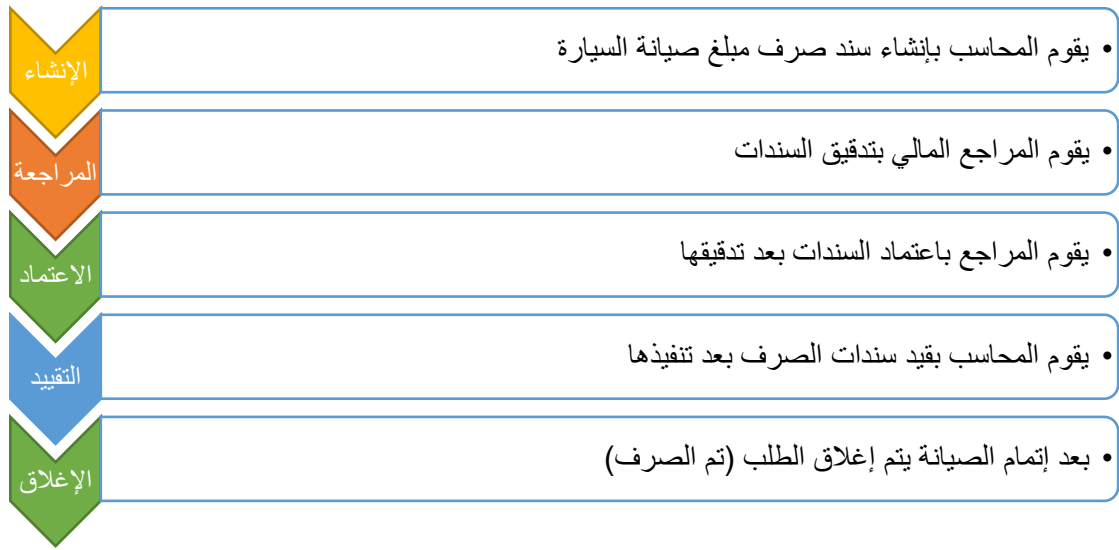 الإنشاء
• يقوم المحاسب بإنشاء سند صرف مبلغ صيانة السيارة
المراجعة
• يقوم المراجع المالي بتدقيق السندات
الاعتماد
• يقوم المراجع باعتماد السندات بعد تدقيقها
التقييد
• يقوم المحاسب بقيد سندات الصرف بعد تنفيذها
الإغلاق
• بعد إتمام الصيانة يتم إغلاق الطلب (تم الصرف)